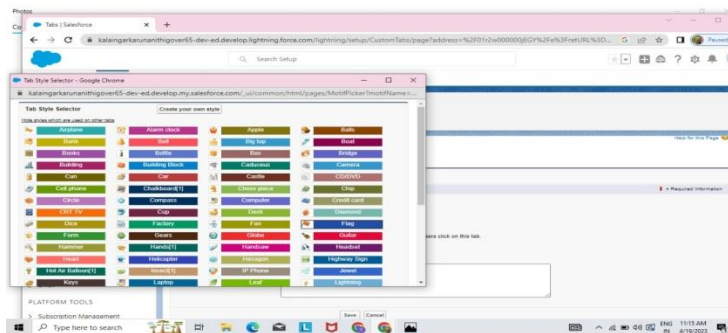 Photos
Tabs | Salesforce
kalaingarkarunanithigover65-dev-ed.develop.lightning.force.com/lightning/setup/CustomTabs/page?address=%2F01r2w000000jEGY%2Fe%3FretURL%3D...
Paused
Search Setup
Tab Style Selector - Google Chrome
kalaingarkarunanithigover65-dev-ed.develop.my.salesforce.com/_ui/common/html/pages/MotifPicker?motifName=...
Tab Style Selector
Create your own style
Hide styles which are used on other tabs
Airplane Alarm clock Apple Balls
Bank Bell Big top Boat
Books Bottle Box Bridge
Building Building Block Caduceus Camera
Can Car Castle CD/DVD
Cell phone Chalkboard[1] Chess piece Chip
Circle Compass Computer Credit card
CRT TV Cup Desk Diamond
Dice Factory Fan Flag
Form Gears Globe Guitar
Hammer Hands[1] Handsaw Headset
Heart Helicopter Hexagon Highway Sign
Hot Air Balloon[1] Insect[1] IP Phone Jewel
Keys Laptop Leaf Lightning
Help for this Page
= Required Information
click on this tab.
Save Cancel
PLATFORM TOOLS
Subscription Management
Type here to search
ENG 11:15 AM
IN 4/19/2023